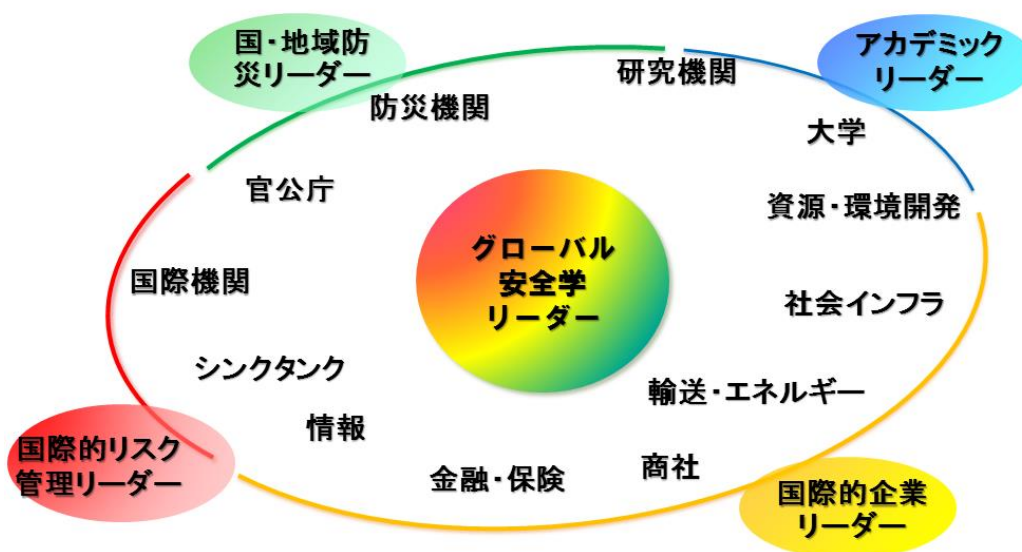 国・地域防
災リーダー
アカデミック
リーダー
研究機関
防災機関
大学
官公庁
資源・環境開発
グローバル
安全学
リーダー
国際機関
社会インフラ
シンクタンク
輸送・エネルギー
情報
国際的リスク
管理リーダー
商社
金融・保険
国際的企業
リーダー